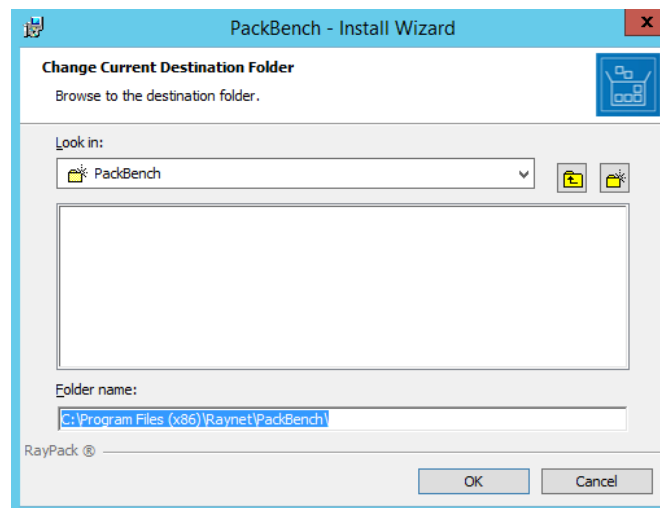 PackBench - Install Wizard
x
Change Current Destination Folder
Browse to the destination folder.
Look in:
PackBench
Folder name:
C:\Program Files (x86)\Raynet\PackBench\
RayPack ®
OK Cancel